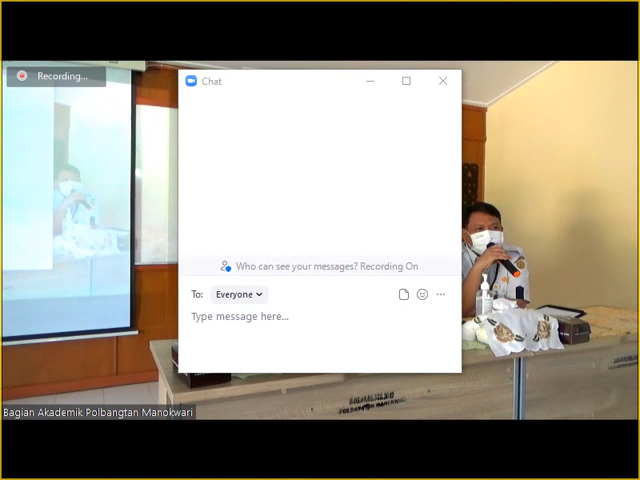 Recording...
Chat
Who can see your messages? Recording On
To: Everyone
Type message here...
Bagian Akademik Polbangtan Manokwari